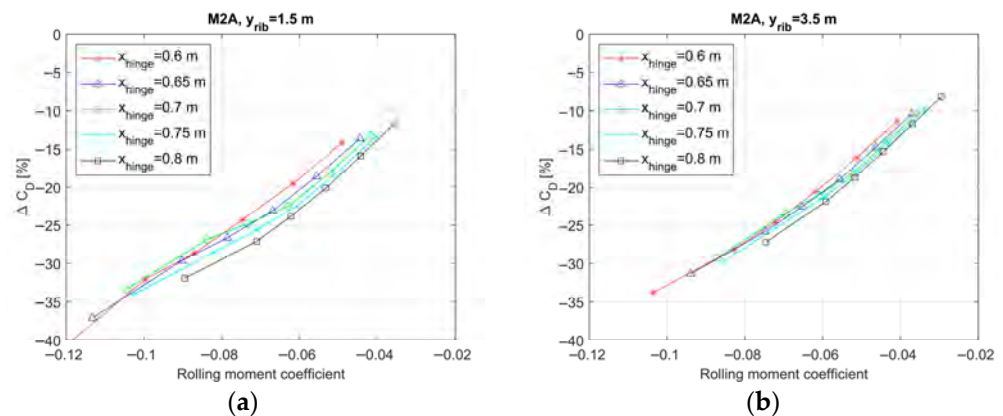 M2A, y_rib=1.5 m
Δ C_D [%]
0
−5
−10
−15
−20
−25
−30
−35
−40
x_hinge=0.6 m
x_hinge=0.65 m
x_hinge=0.7 m
x_hinge=0.75 m
x_hinge=0.8 m
−0.12
−0.1
−0.08
−0.06
−0.04
−0.02
Rolling moment coefficient
(a)
M2A, y_rib=3.5 m
Δ C_D [%]
0
−5
−10
−15
−20
−25
−30
−35
−40
x_hinge=0.6 m
x_hinge=0.65 m
x_hinge=0.7 m
x_hinge=0.75 m
x_hinge=0.8 m
−0.12
−0.1
−0.08
−0.06
−0.04
−0.02
Rolling moment coefficient
(b)